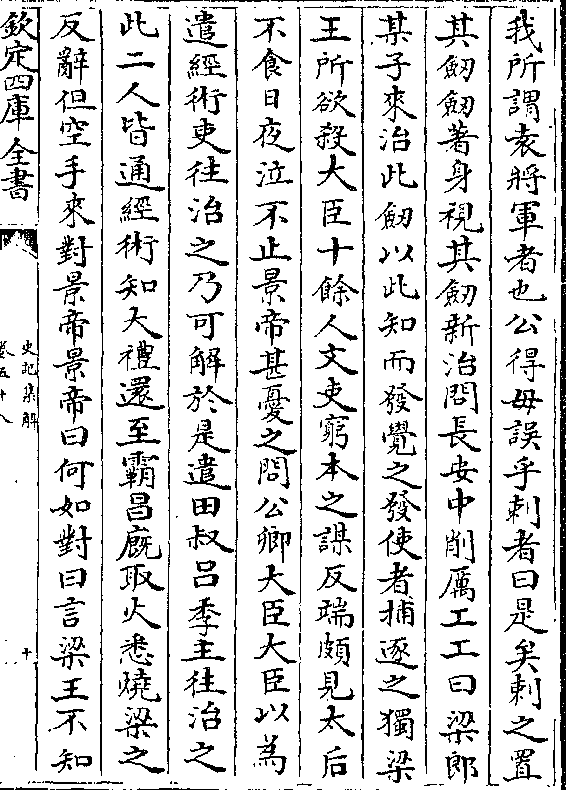 我所謂袁將軍者也公得毋誤乎刺者曰是矣刺之置
其劒劒著身視其劒新治問長安中削厲工工曰梁郎
某子來治此劒以此知而發覺之發使者捕逐之獨梁
王所欲殺大臣十餘人文吏窮本之謀反端頗見太后
不食日夜泣不止景帝甚憂之問公卿大臣大臣以為
遣經術吏往治之乃可解於是遣田叔吕季主往治之
此二人皆通經術知大禮還至霸昌廐取火悉燒梁之
反辭但空手來對景帝景帝曰何如對曰言梁王不知
欽定四庫全書
史記集解
卷五十八
十